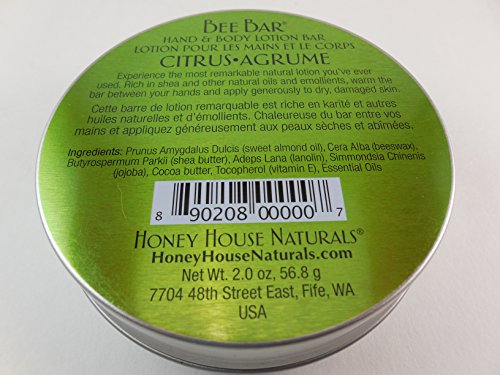 BEE BAR®
HAND & BODY LOTION BAR
LOTION POUR LES MAINS ET LE CORPS
CITRUS•AGRUME
Experience the most remarkable natural lotion you've ever
used. Rich in shea and other natural oils and emollients, warm the
bar between your hands and apply generously to dry, damaged skin.
Cette barre de lotion remarquable est riche en karité et autres
huiles naturelles et d'émollients. Chaleureuse du bar entre vos
mains et appliquez généreusement aux peaux sèches et abimées.
Ingredients: Prunus Amygdalus Dulcis (sweet almond oil), Cera Alba (beeswax),
Butyrospermum Parkii (shea butter), Adeps Lana (lanolin), Simmondsia Chinenis
(jojoba), Cocoa butter, Tocopherol (vitamin E), Essential Oils
8 90208 00000 7
HONEY HOUSE NATURALS®
HoneyHouseNaturals.com
Net Wt. 2.0 oz, 56.8 g
7704 48th Street East, Fife, WA
USA